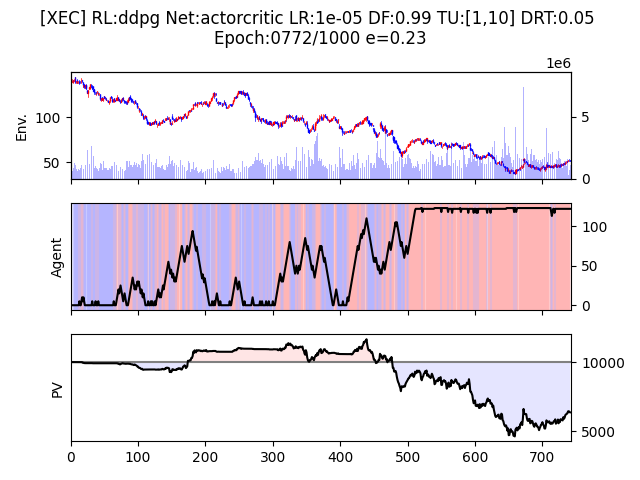 [XEC] RL:ddpg Net:actorcritic LR:1e-05 DF:0.99 TU:[1,10] DRT:0.05
Epoch:0772/1000 e=0.23
1e6
Env.
100
50
5
0
Agent
100
50
0
PV
10000
5000
0 100 200 300 400 500 600 700